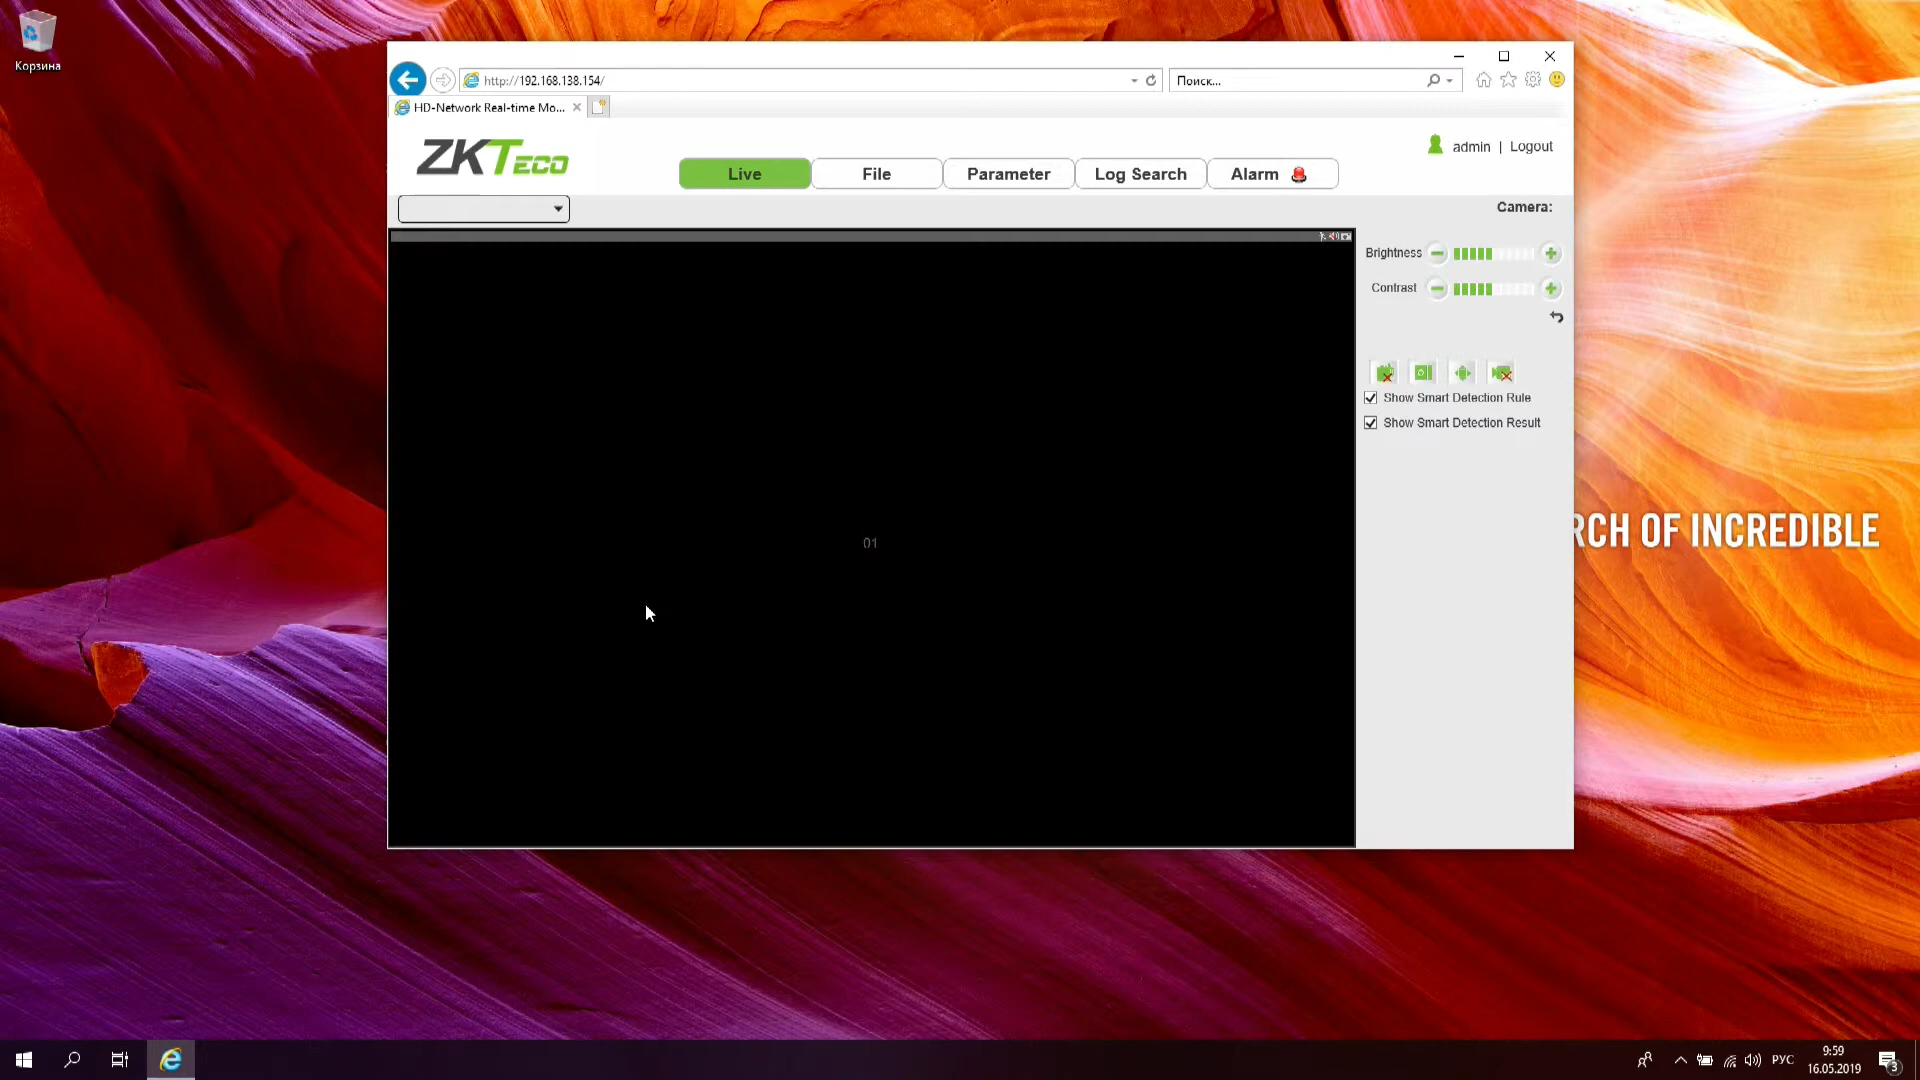 Корзина
http://192.168.138.154/
Поиск...
HD-Network Real-time Mo...
ZKTECO
admin | Logout
Live
File
Parameter
Log Search
Alarm
Camera:
Brightness
Contrast
Show Smart Detection Rule
Show Smart Detection Result
01
RCH OF INCREDIBLE
РУС
9:59
16.05.2019
3